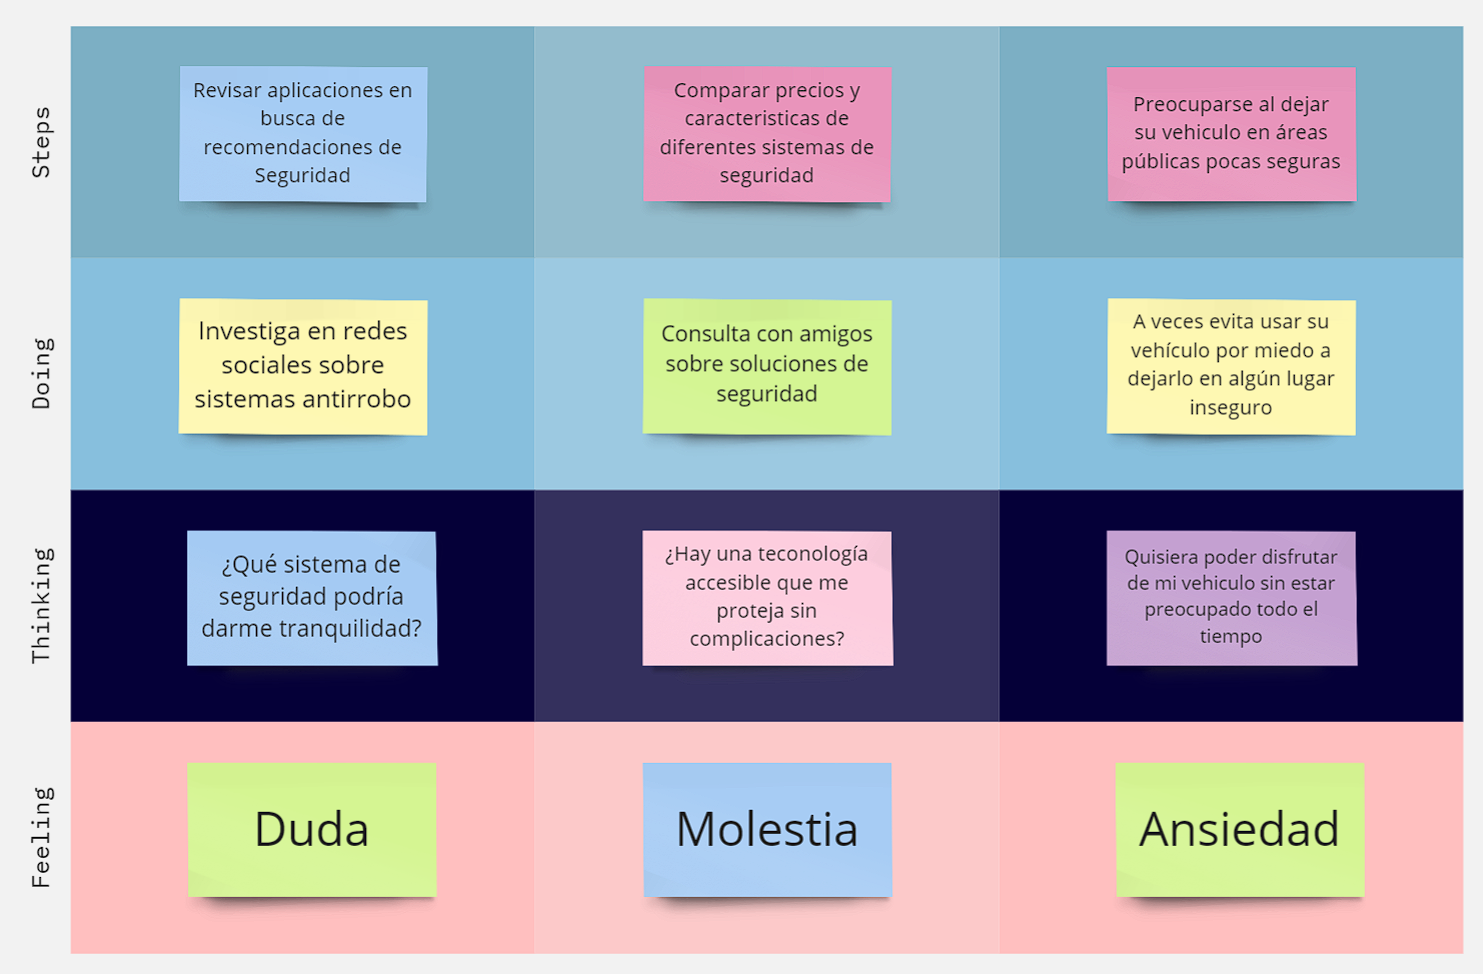 Steps
Revisar aplicaciones en
busca de
recomendaciones de
Seguridad
Comparar precios y
caracteristicas de
diferentes sistemas de
seguridad
Preocuparse al dejar
su vehiculo en áreas
públicas pocas seguras
Doing
Investiga en redes
sociales sobre
sistemas antirrobo
Consulta con amigos
sobre soluciones de
seguridad
A veces evita usar su
vehículo por miedo a
dejarlo en algún lugar
inseguro
Thinking
¿Qué sistema de
seguridad podría
darme tranquilidad?
¿Hay una teconología
accesible que me
proteja sin
complicaciones?
Quisiera poder disfrutar
de mi vehiculo sin estar
preocupado todo el
tiempo
Feeling
Duda
Molestia
Ansiedad